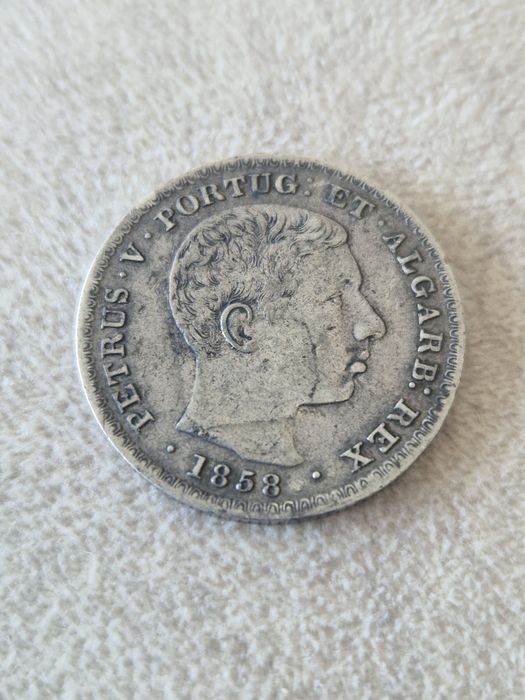 PETRUS · V · PORTUG · ET · ALGARB : REX
· 1858 ·